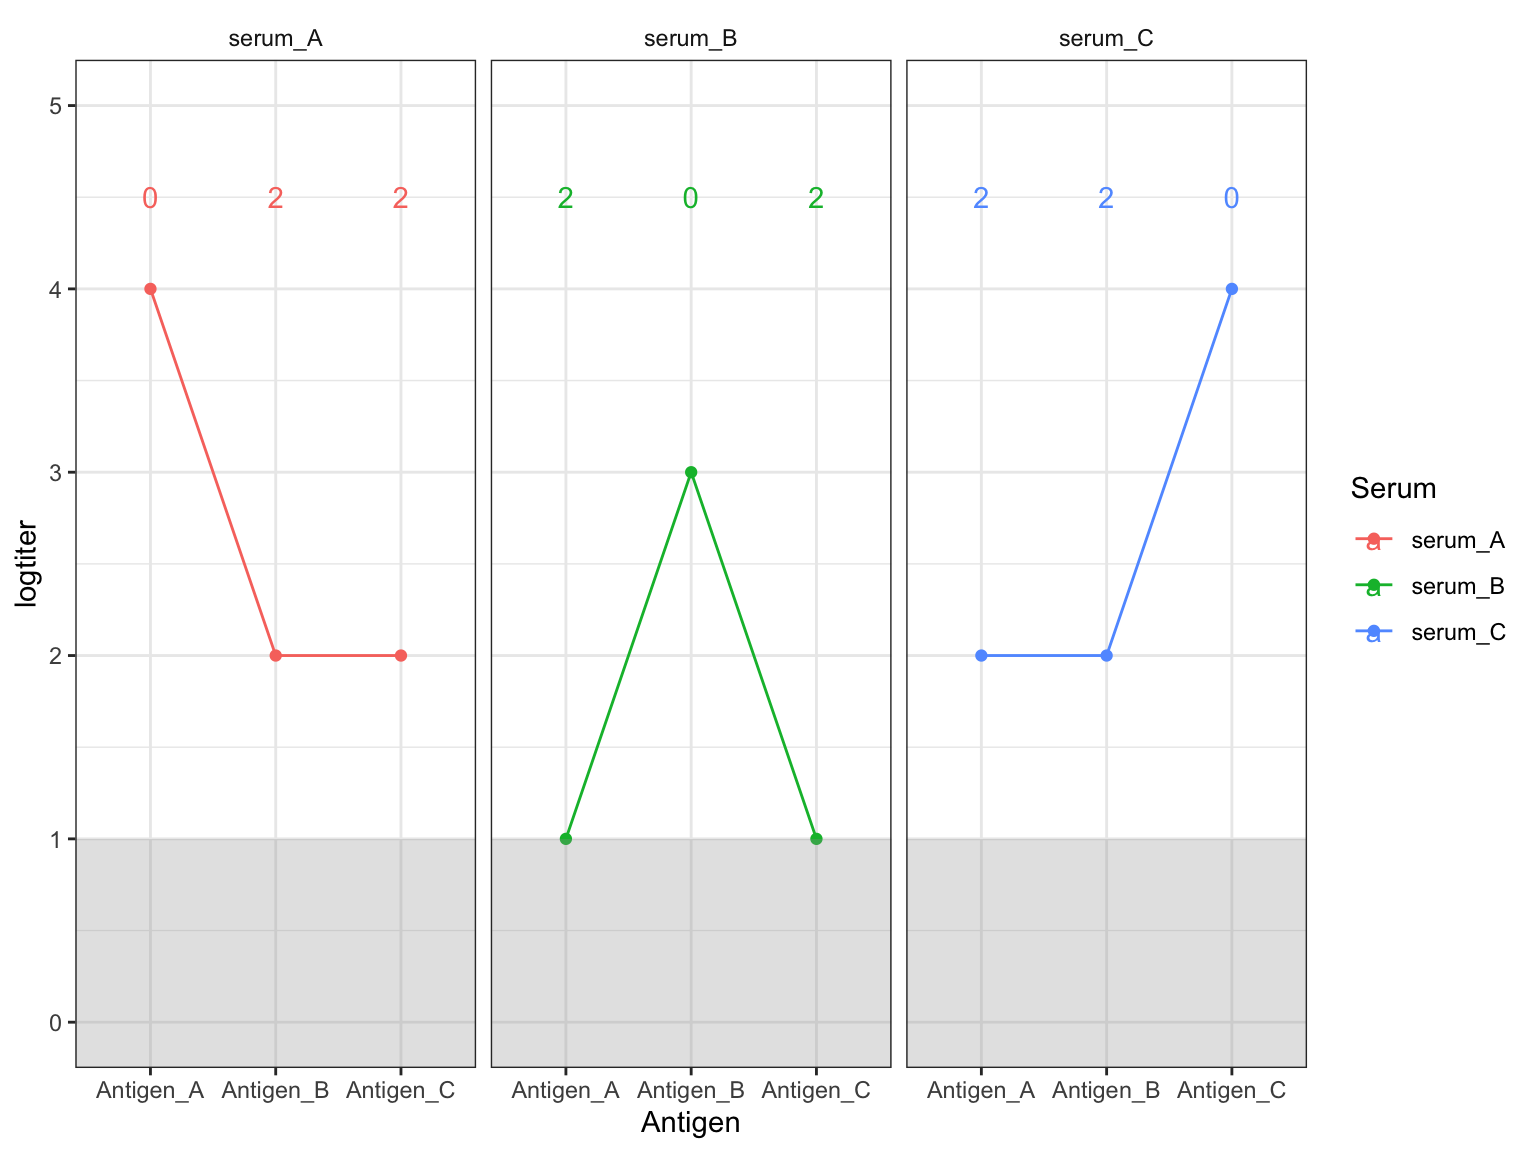 serum_A serum_B serum_C
5
0 2 2 2 0 2 2 2 0
4
3
logtiter
2
1
0
Serum
a serum_A
a serum_B
a serum_C
Antigen_A Antigen_B Antigen_C Antigen_A Antigen_B Antigen_C Antigen_A Antigen_B Antigen_C
Antigen